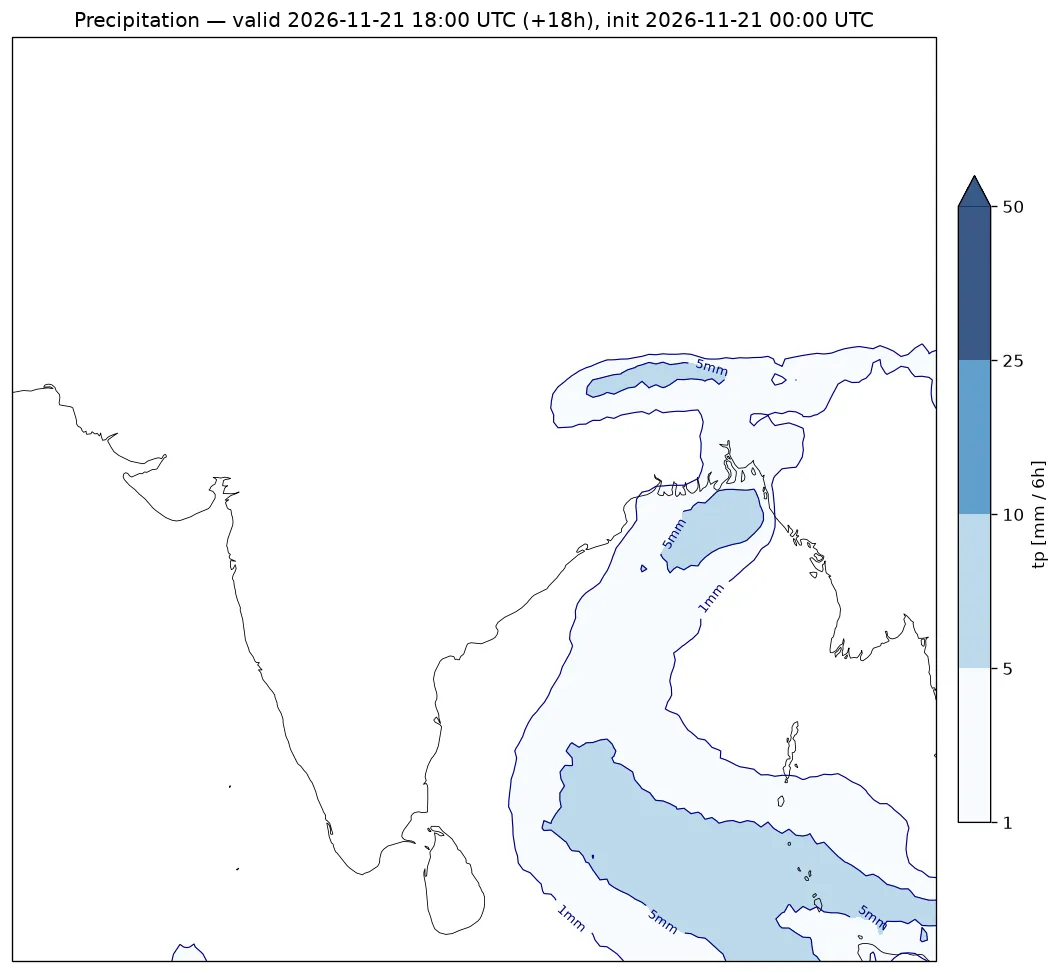 Precipitation — valid 2026-11-21 18:00 UTC (+18h), init 2026-11-21 00:00 UTC
50
5mm
25
10
tp [mm / 6h]
5mm
1mm
5
1
1mm
5mm
5mm